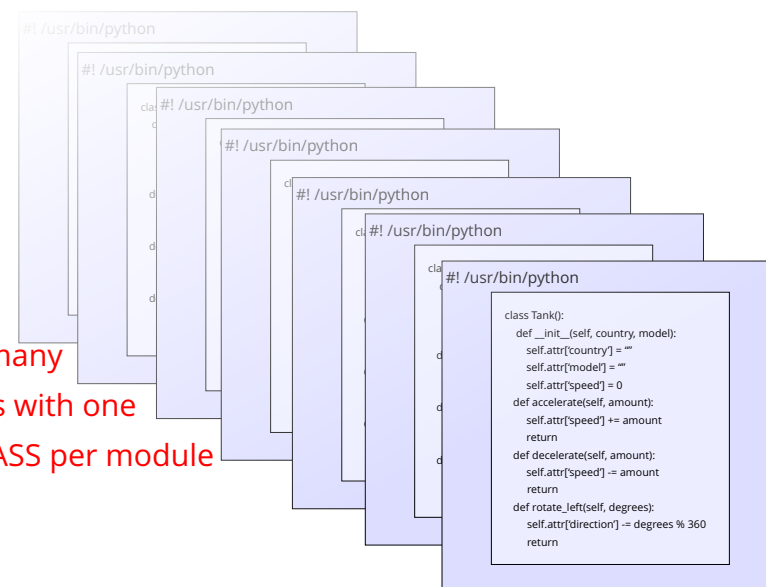 #! /usr/bin/python
#! /usr/bin/python
#! /usr/bin/python
#! /usr/bin/python
#! /usr/bin/python
#! /usr/bin/python
#! /usr/bin/python
class Tank():
def __init__(self, country, model):
self.attr['country'] = “”
self.attr['model'] = “”
self.attr['speed'] = 0
def accelerate(self, amount):
self.attr['speed'] += amount
return
def decelerate(self, amount):
self.attr['speed'] -= amount
return
def rotate_left(self, degrees):
self.attr['direction'] -= degrees % 360
return
with one
per module